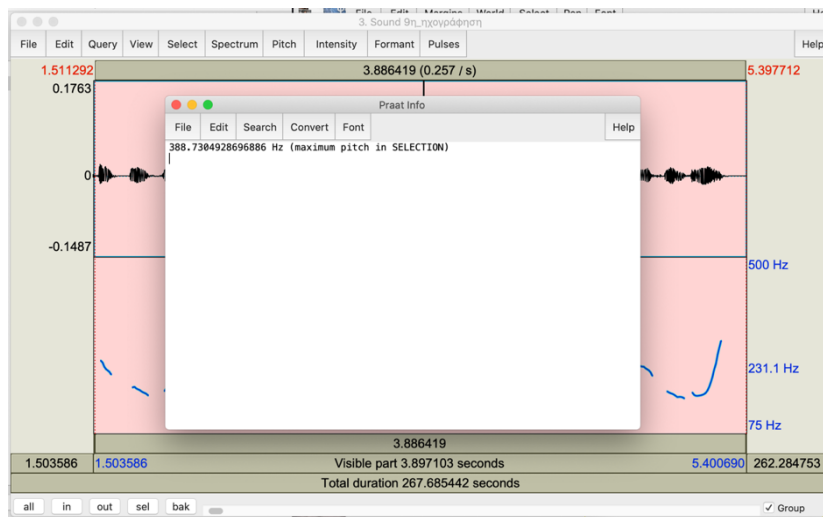 3. Sound 9η_ηχογράφηση
File Edit Query View Select Spectrum Pitch Intensity Formant Pulses Help
1.511292 3.886419 (0.257 / s) 5.397712
0.1763
Praat Info
File Edit Search Convert Font Help
388.7304928696886 Hz (maximum pitch in SELECTION)
0
-0.1487
500 Hz
231.1 Hz
75 Hz
3.886419
1.503586 1.503586 Visible part 3.897103 seconds 5.400690 262.284753
Total duration 267.685442 seconds
all in out sel bak Group